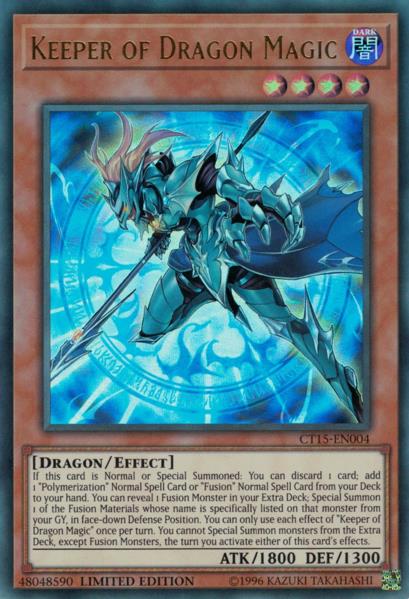 KEEPER OF DRAGON MAGIC
DARK
闇
CT15-EN004
[DRAGON/EFFECT]
If this card is Normal or Special Summoned: You can discard 1 card; add
1 "Polymerization" Normal Spell Card or "Fusion" Normal Spell Card from your Deck
to your hand. You can reveal 1 Fusion Monster in your Extra Deck; Special Summon
1 of the Fusion Materials whose name is specifically listed on that monster from
your GY, in face-down Defense Position. You can only use each effect of "Keeper of
Dragon Magic" once per turn. You cannot Special Summon monsters from the Extra
Deck, except Fusion Monsters, the turn you activate either of this card's effects.
ATK/1800 DEF/1300
48048590 LIMITED EDITION ©1996 KAZUKI TAKAHASHI